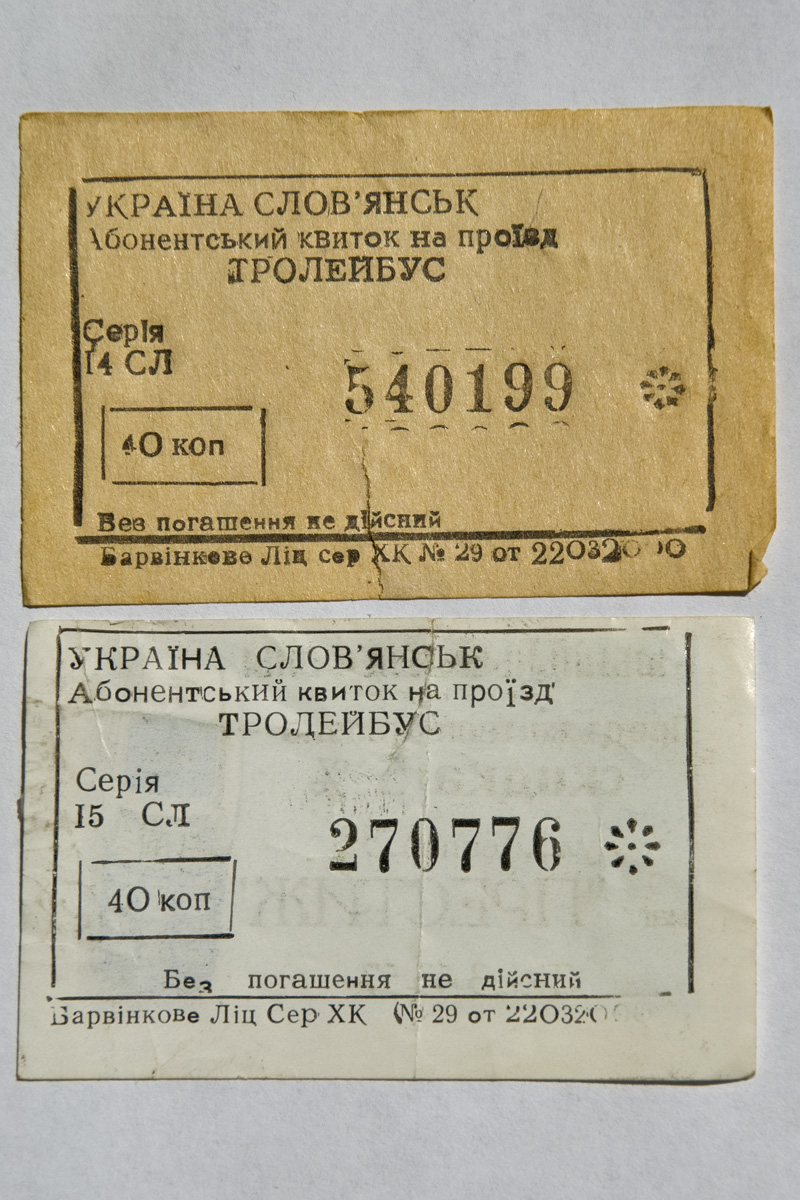 УКРАЇНА СЛОВ'ЯНСЬК
Абонентський квиток на проїзд
ТРОЛЕЙБУС
Серія
14 СЛ
540199
40 коп
Без погашення не дійсний
Барвінкове Ліц сер ХК № 29 от
УКРАЇНА СЛОВ'ЯНСЬК
Абонентський квиток на проїзд
ТРОЛЕЙБУС
Серія
15 СЛ
270776
40 коп
Без погашення не дійсний
Барвінкове Ліц Сер ХК № 29 от